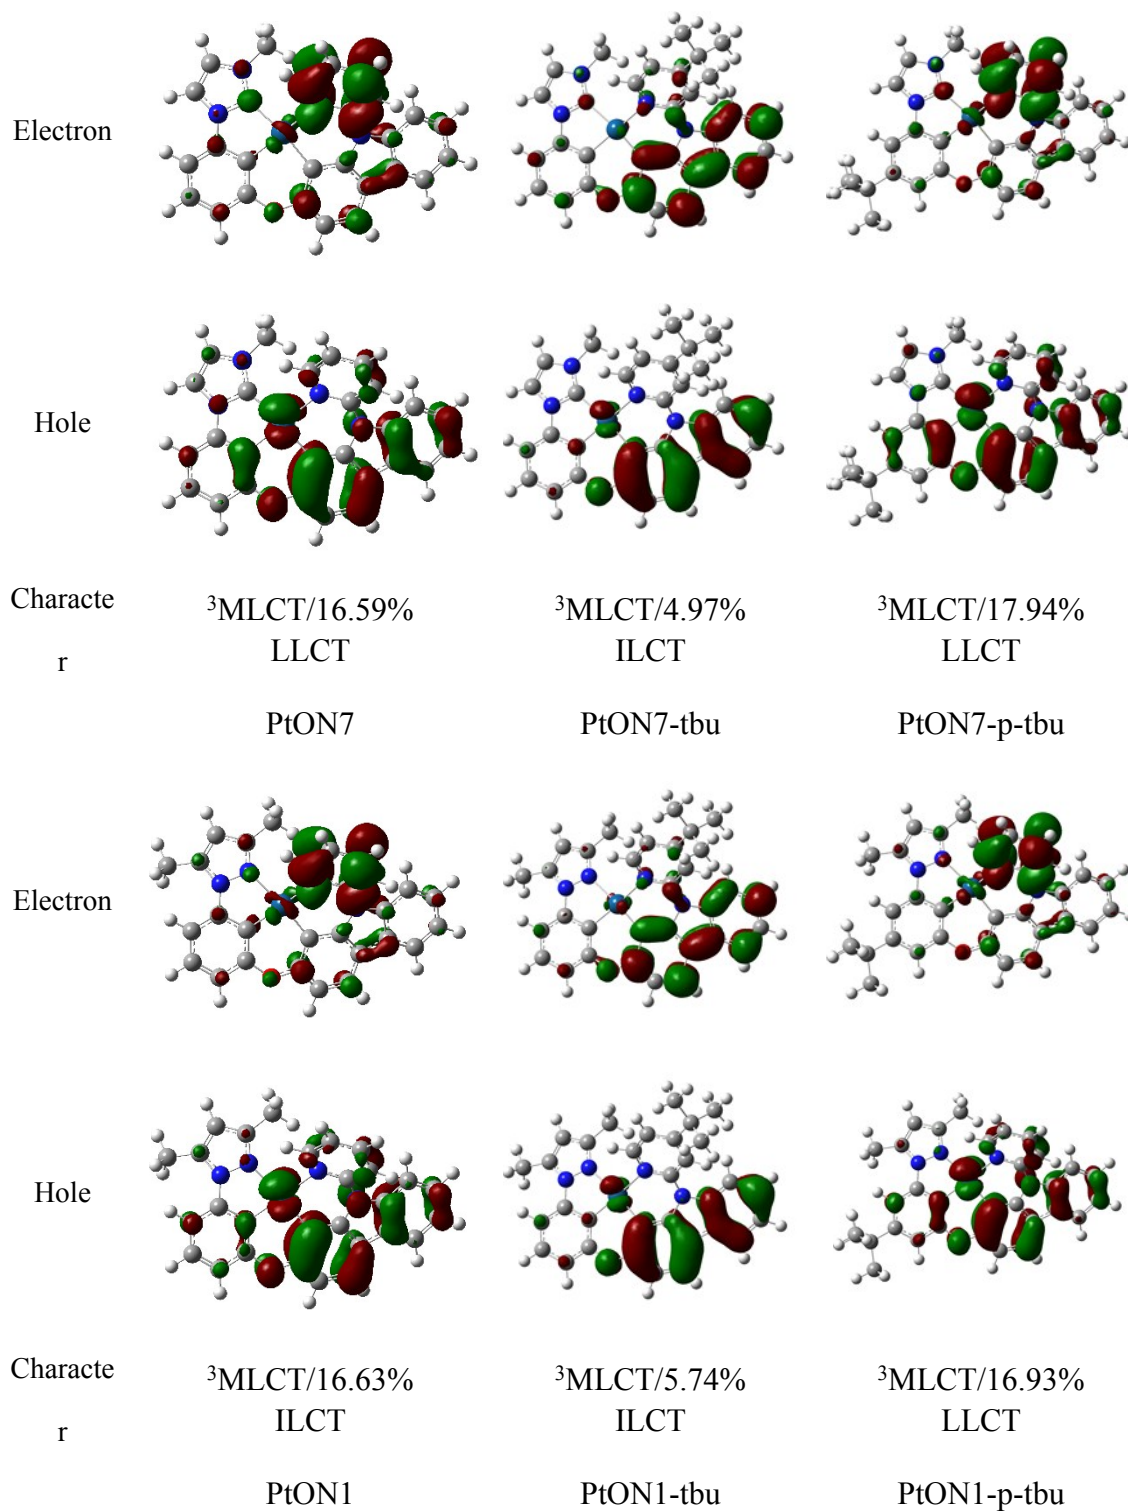 Electron
Hole
Characte
r
³MLCT/16.59%
LLCT
³MLCT/4.97%
ILCT
³MLCT/17.94%
LLCT
PtON7
PtON7-tbu
PtON7-p-tbu
Electron
Hole
Characte
r
³MLCT/16.63%
ILCT
³MLCT/5.74%
ILCT
³MLCT/16.93%
LLCT
PtON1
PtON1-tbu
PtON1-p-tbu